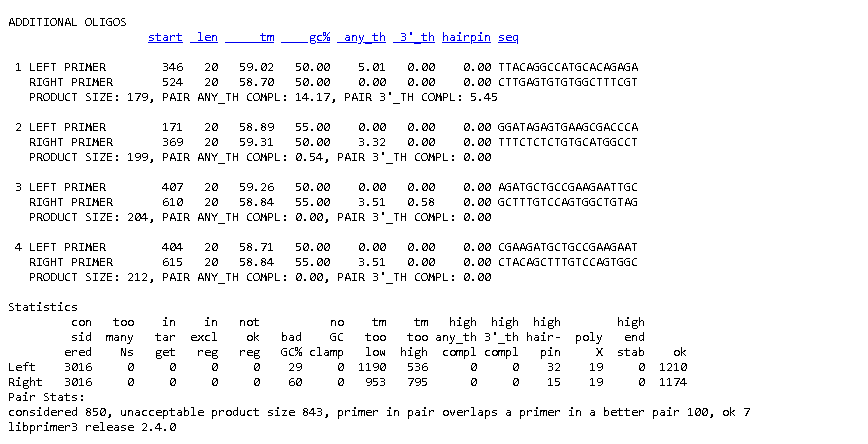 ADDITIONAL OLIGOS
start len tm gc% any_th 3'_th hairpin seq
1 LEFT PRIMER 346 20 59.02 50.00 5.01 0.00 0.00 TTACAGGCCATGCACAGAGA
RIGHT PRIMER 524 20 58.70 50.00 0.00 0.00 0.00 CTTGAGTGTGTGGCTTTCGT
PRODUCT SIZE: 179, PAIR ANY_TH COMPL: 14.17, PAIR 3'_TH COMPL: 5.45
2 LEFT PRIMER 171 20 58.89 55.00 0.00 0.00 0.00 GGATAGAGTGAAGCGACCCA
RIGHT PRIMER 369 20 59.31 50.00 3.32 0.00 0.00 TTTCTCTCTGTGCATGGCCT
PRODUCT SIZE: 199, PAIR ANY_TH COMPL: 0.54, PAIR 3'_TH COMPL: 0.00
3 LEFT PRIMER 407 20 59.26 50.00 0.00 0.00 0.00 AGATGCTGCCGAAGAATTGC
RIGHT PRIMER 610 20 58.84 55.00 3.51 0.58 0.00 GCTTTGTCCAGTGGCTGTAG
PRODUCT SIZE: 204, PAIR ANY_TH COMPL: 0.00, PAIR 3'_TH COMPL: 0.00
4 LEFT PRIMER 404 20 58.71 50.00 0.00 0.00 0.00 CGAAGATGCTGCCGAAGAAT
RIGHT PRIMER 615 20 58.84 55.00 3.51 0.00 0.00 CTACAGCTTTGTCCAGTGGC
PRODUCT SIZE: 212, PAIR ANY_TH COMPL: 0.00, PAIR 3'_TH COMPL: 0.00
Statistics
con too in in not no tm tm high high high high
sid many tar excl ok bad GC too too any_th 3'_th hair- poly end
ered Ns get reg reg GC% clamp low high compl compl pin X stab ok
Left 3016 0 0 0 0 29 0 1190 536 0 0 32 19 0 1210
Right 3016 0 0 0 0 60 0 953 795 0 0 15 19 0 1174
Pair Stats:
considered 850, unacceptable product size 843, primer in pair overlaps a primer in a better pair 100, ok 7
libprimer3 release 2.4.0